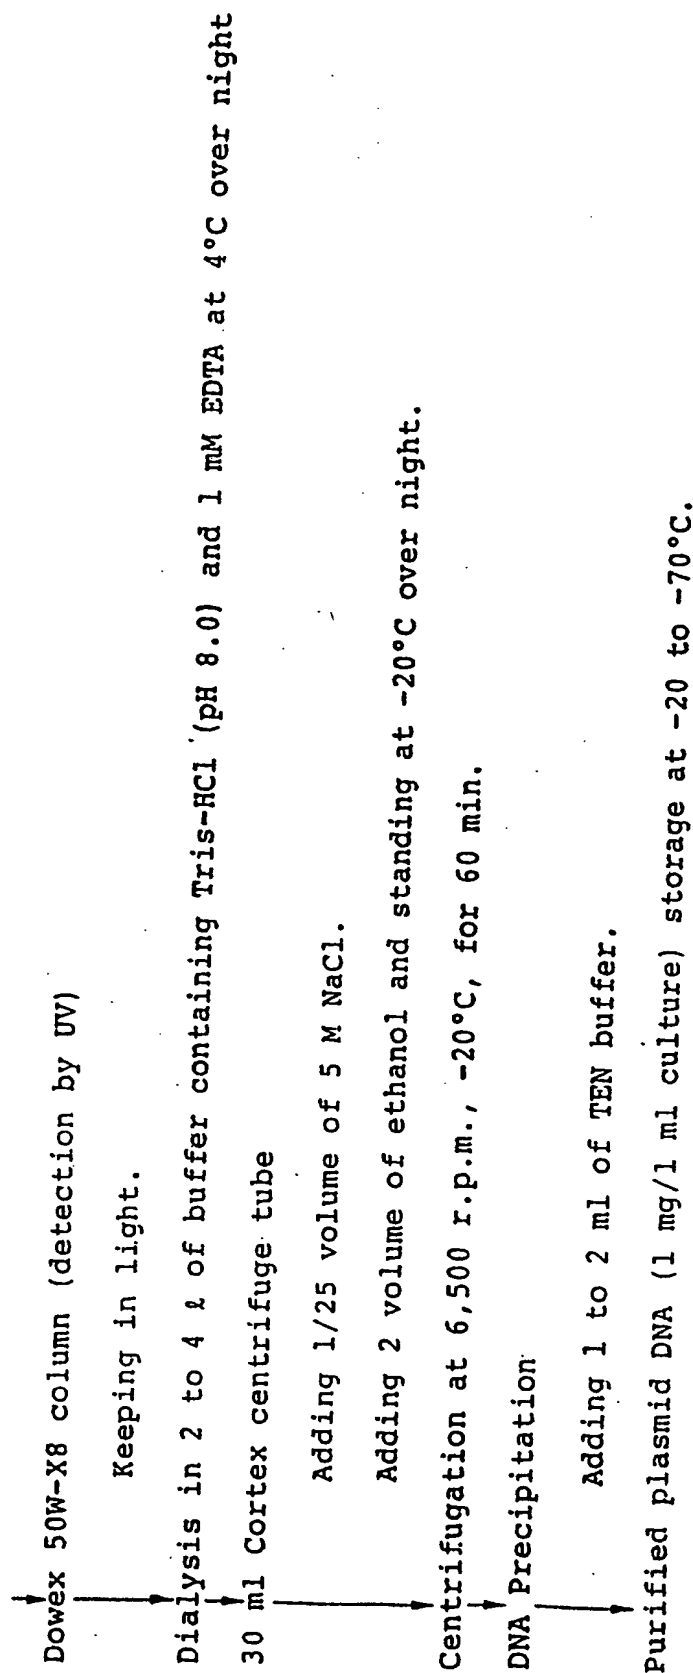 Dowex 50W-X8 column (detection by UV)
Keeping in light.
Dialysis in 2 to 4 ℓ of buffer containing Tris-HCl (pH 8.0) and 1 mM EDTA at 4°C over night
30 ml Cortex centrifuge tube
Adding 1/25 volume of 5 M NaCl.
Adding 2 volume of ethanol and standing at -20°C over night.
Centrifugation at 6,500 r.p.m., -20°C, for 60 min.
DNA Precipitation
Adding 1 to 2 ml of TEN buffer.
Purified plasmid DNA (1 mg/1 ml culture) storage at -20 to -70°C.